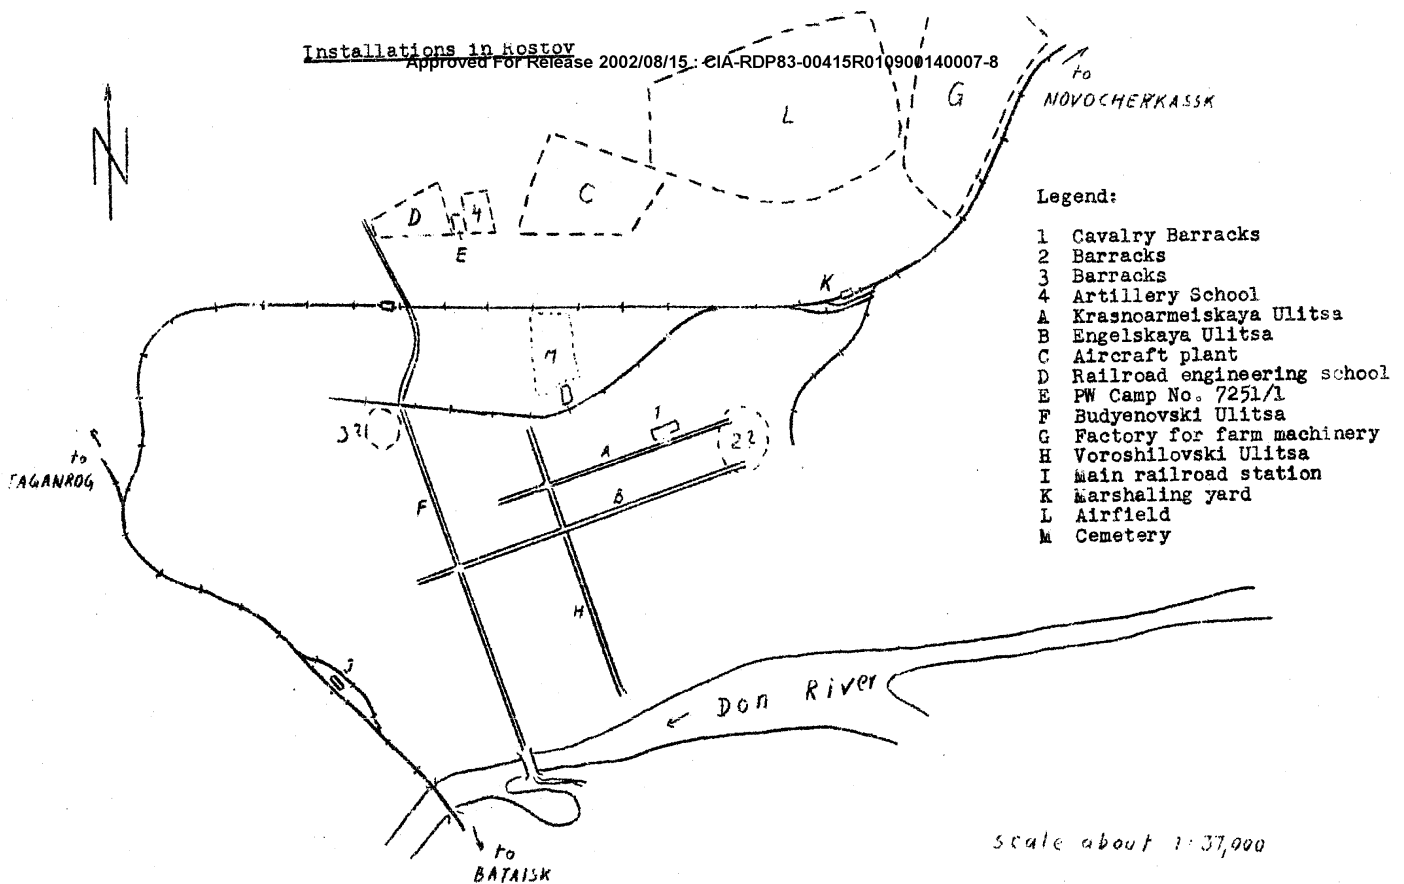 Installations in Rostov
Approved For Release 2002/08/15 : CIA-RDP83-00415R010900140007-8
to
NOVOCHERKASSK
G
L
C
D
4
E
K
Legend:
1 Cavalry Barracks
2 Barracks
3 Barracks
4 Artillery School
A Krasnoarmeiskaya Ulitsa
B Engelskaya Ulitsa
C Aircraft plant
D Railroad engineering school
E PW Camp No. 7251/1
F Budyenovski Ulitsa
G Factory for farm machinery
H Voroshilovski Ulitsa
I Main railroad station
K Marshaling yard
L Airfield
M Cemetery
M
1
3?!
2?
A
B
to
TAGANROG
F
H
J
Don River
to
BATAISK
scale about 1:37,000